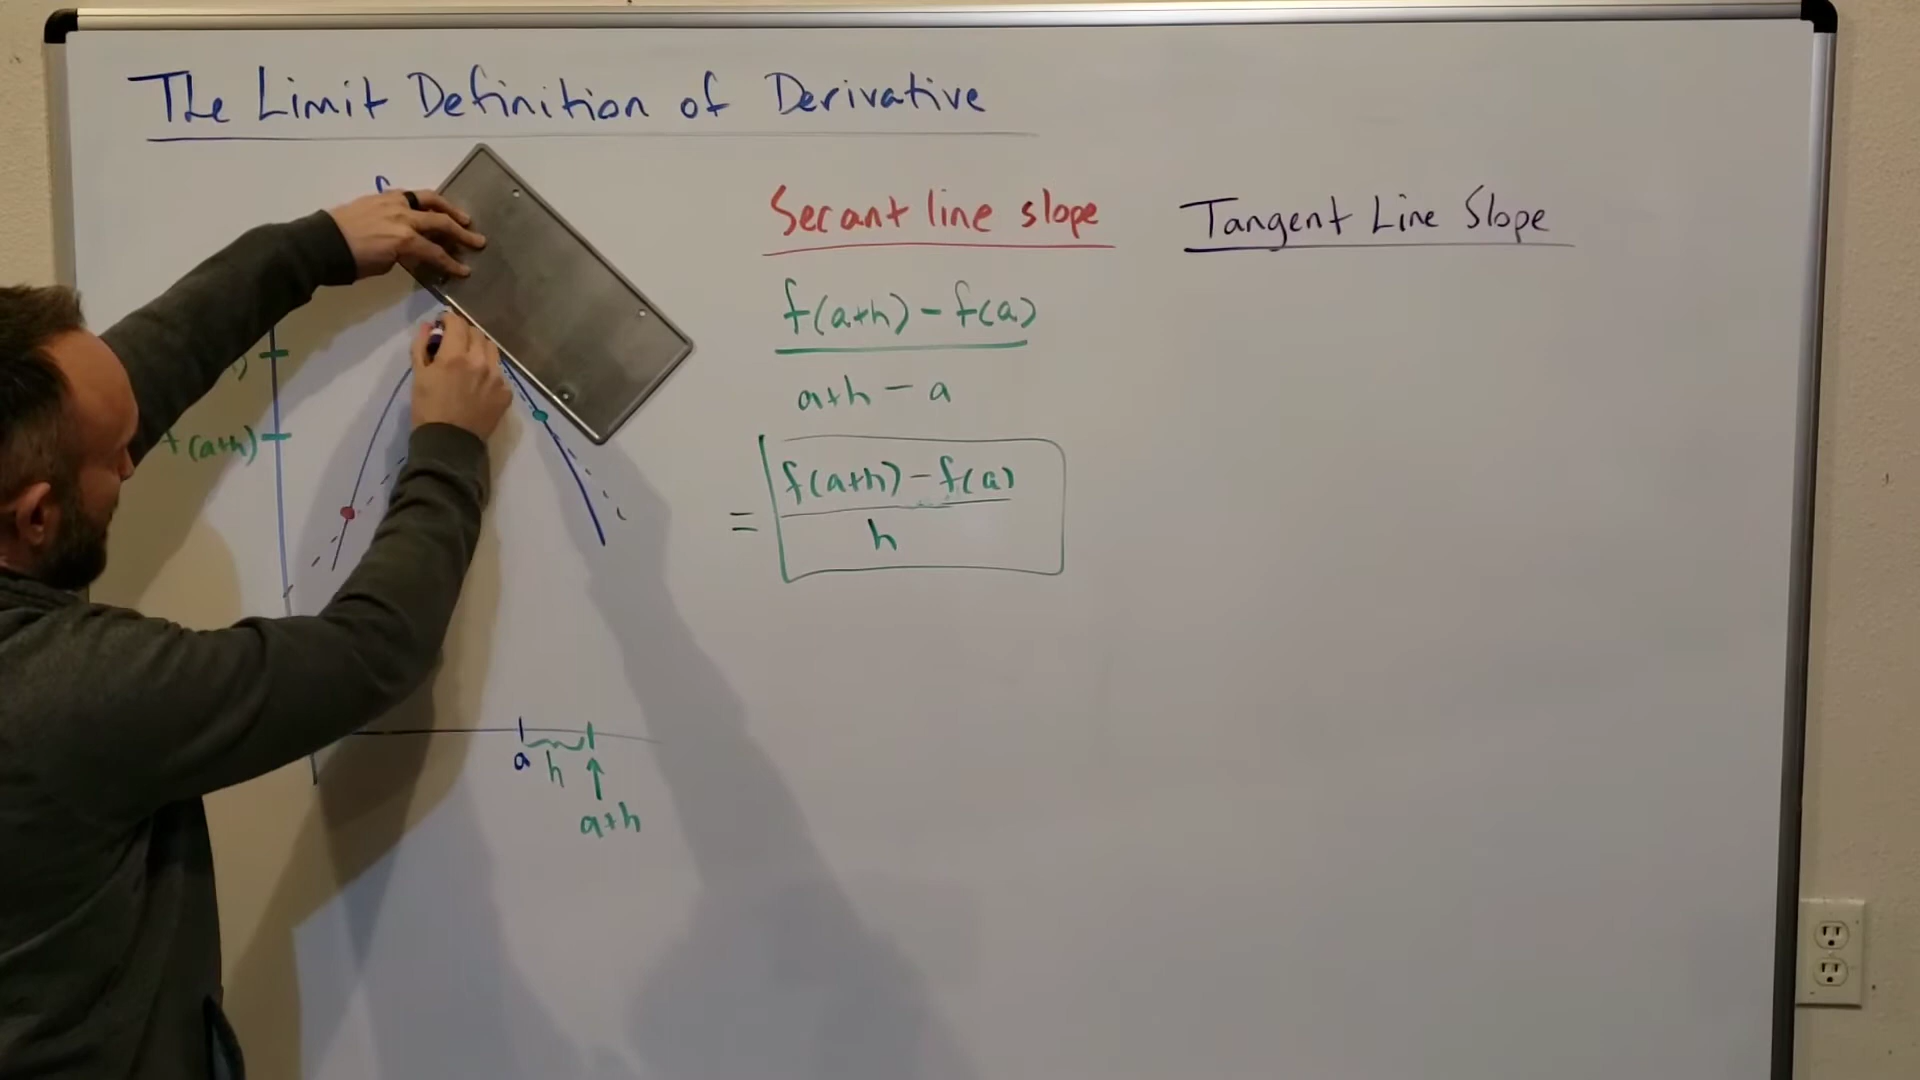 The Limit Definition of Derivative
f
Secant line slope
Tangent Line Slope
f(a+h) - f(a)
a+h - a
f(a+h)
= f(a+h) - f(a)
h
a h
a+h